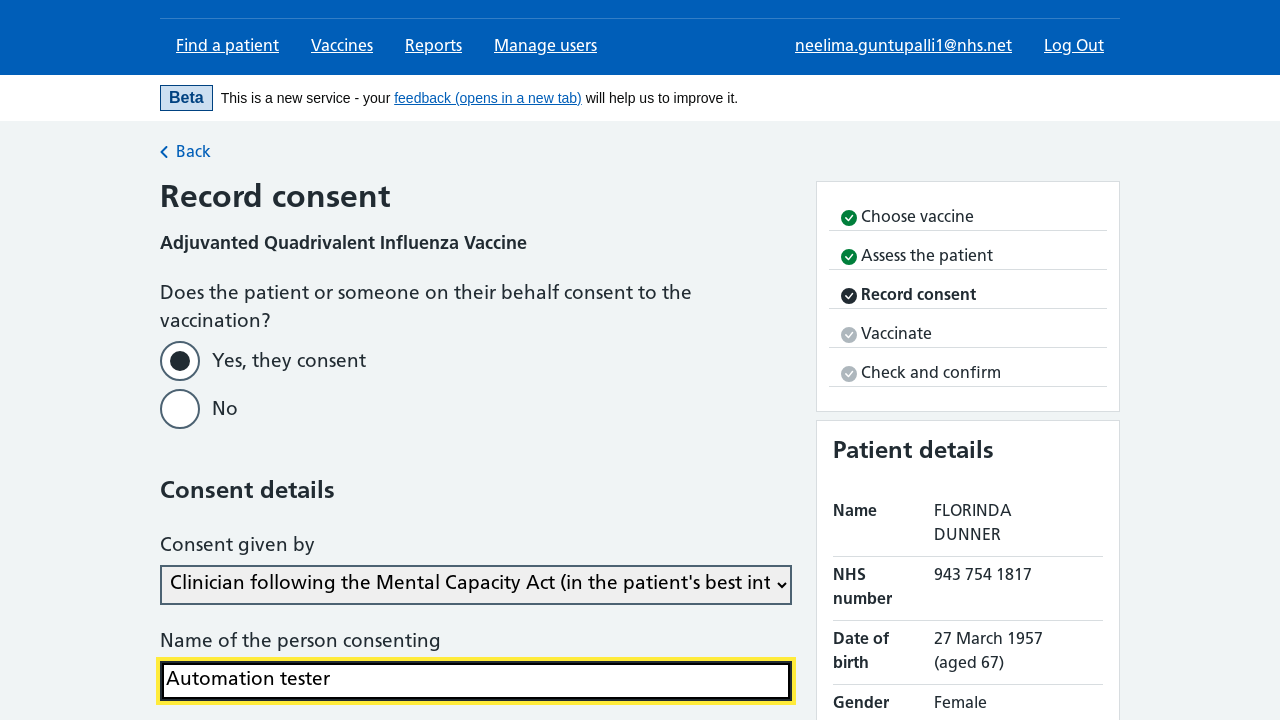 Find a patient
Vaccines
Reports
Manage users
neelima.guntupalli1@nhs.net
Log Out
Beta
This is a new service - your feedback (opens in a new tab) will help us to improve it.
Back
Record consent
Adjuvanted Quadrivalent Influenza Vaccine
Does the patient or someone on their behalf consent to the
vaccination?
Yes, they consent
No
Consent details
Consent given by
Clinician following the Mental Capacity Act (in the patient's best int
Name of the person consenting
Automation tester
Choose vaccine
Assess the patient
Record consent
Vaccinate
Check and confirm
Patient details
Name
FLORINDA
DUNNER
NHS
number
943 754 1817
Date of
birth
27 March 1957
(aged 67)
Gender
Female